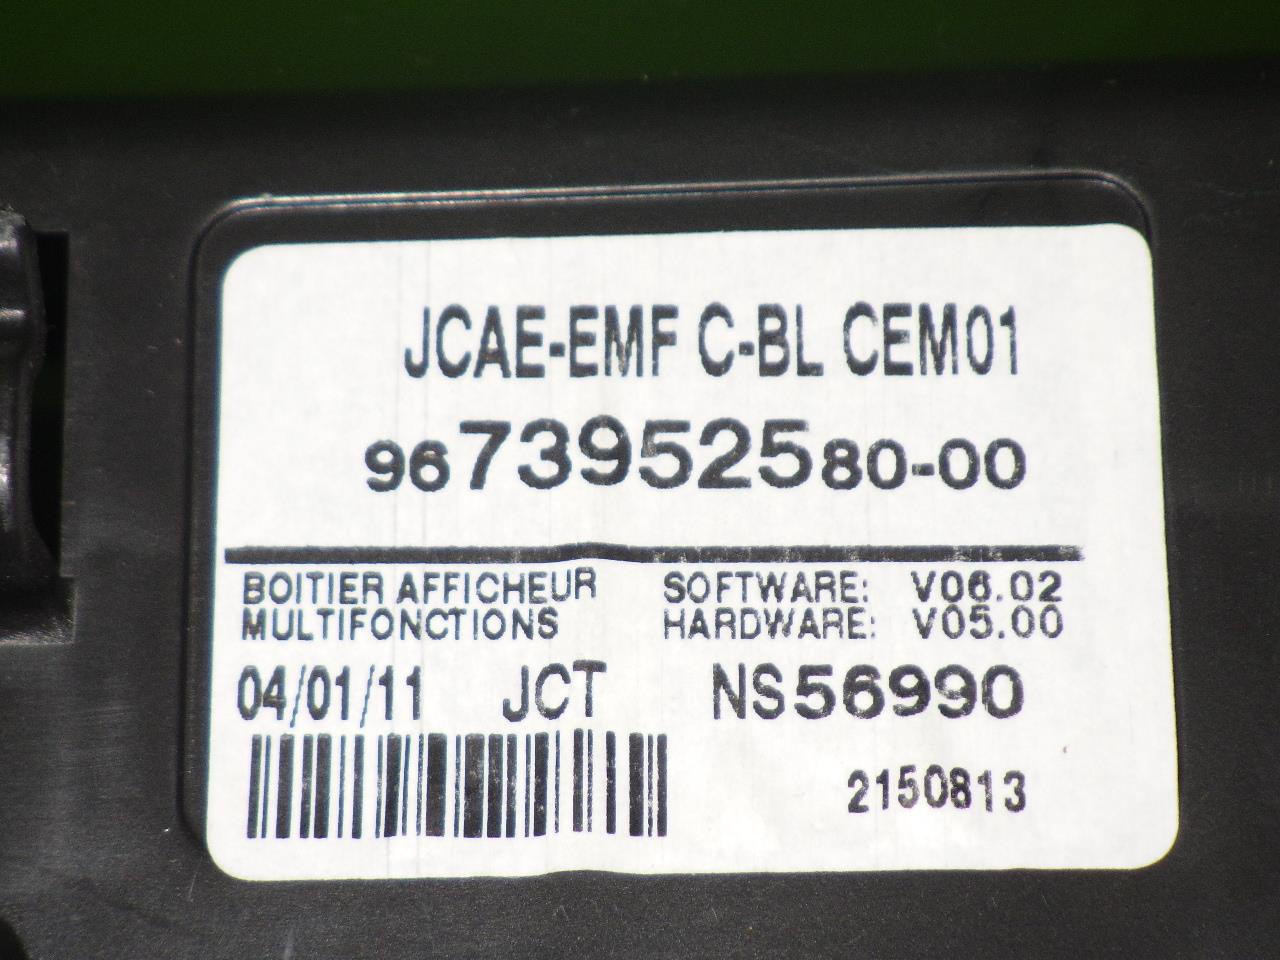 JCAE-EMF C-BL CEM01
9673952580-00
BOITIER AFFICHEUR SOFTWARE: V06.02
MULTIFONCTIONS HARDWARE: V05.00
04/01/11 JCT NS56990
2150813